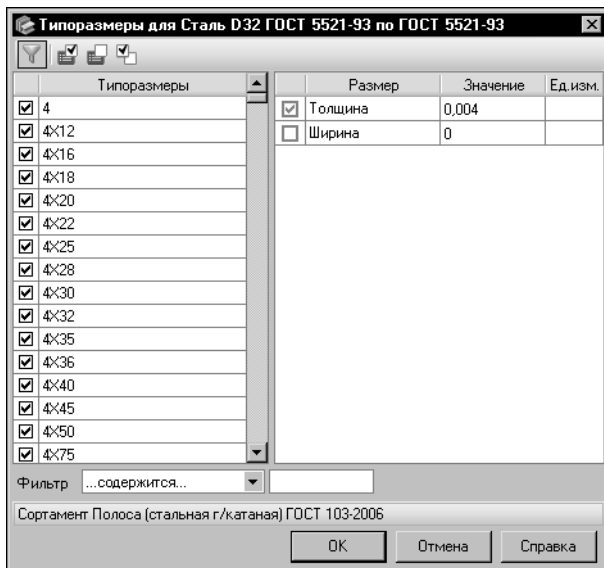 Типоразмеры для Сталь D32 ГОСТ 5521-93 по ГОСТ 5521-93
Типоразмеры
4
4X12
4X16
4X18
4X20
4X22
4X25
4X28
4X30
4X32
4X35
4X36
4X40
4X45
4X50
4X75
Размер Значение Ед.изм.
Толщина 0,004
Ширина 0
Фильтр ...содержится...
Сортамент Полоса (стальная г/катаная) ГОСТ 103-2006
OK Отмена Справка